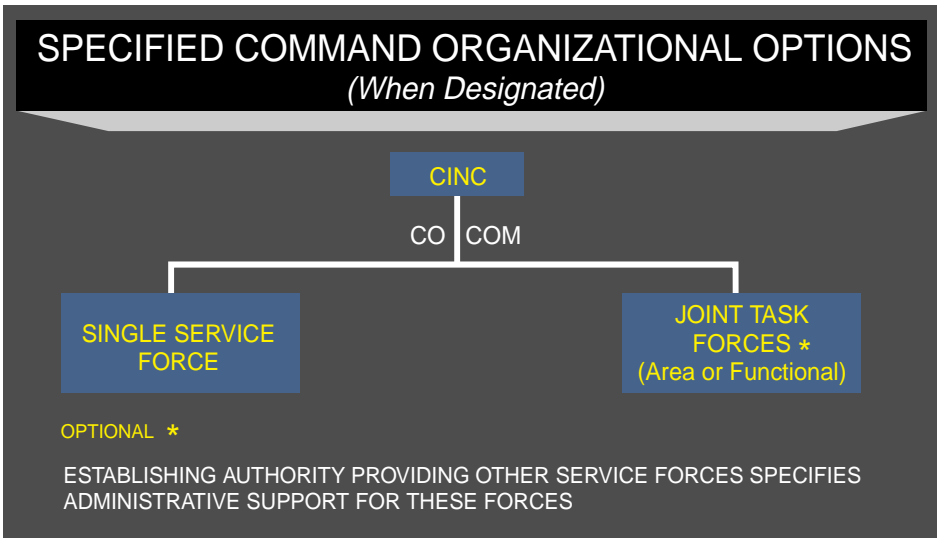 SPECIFIED COMMAND ORGANIZATIONAL OPTIONS
(When Designated)
CINC
CO COM
SINGLE SERVICE
FORCE
JOINT TASK
FORCES *
(Area or Functional)
OPTIONAL *
ESTABLISHING AUTHORITY PROVIDING OTHER SERVICE FORCES SPECIFIES
ADMINISTRATIVE SUPPORT FOR THESE FORCES